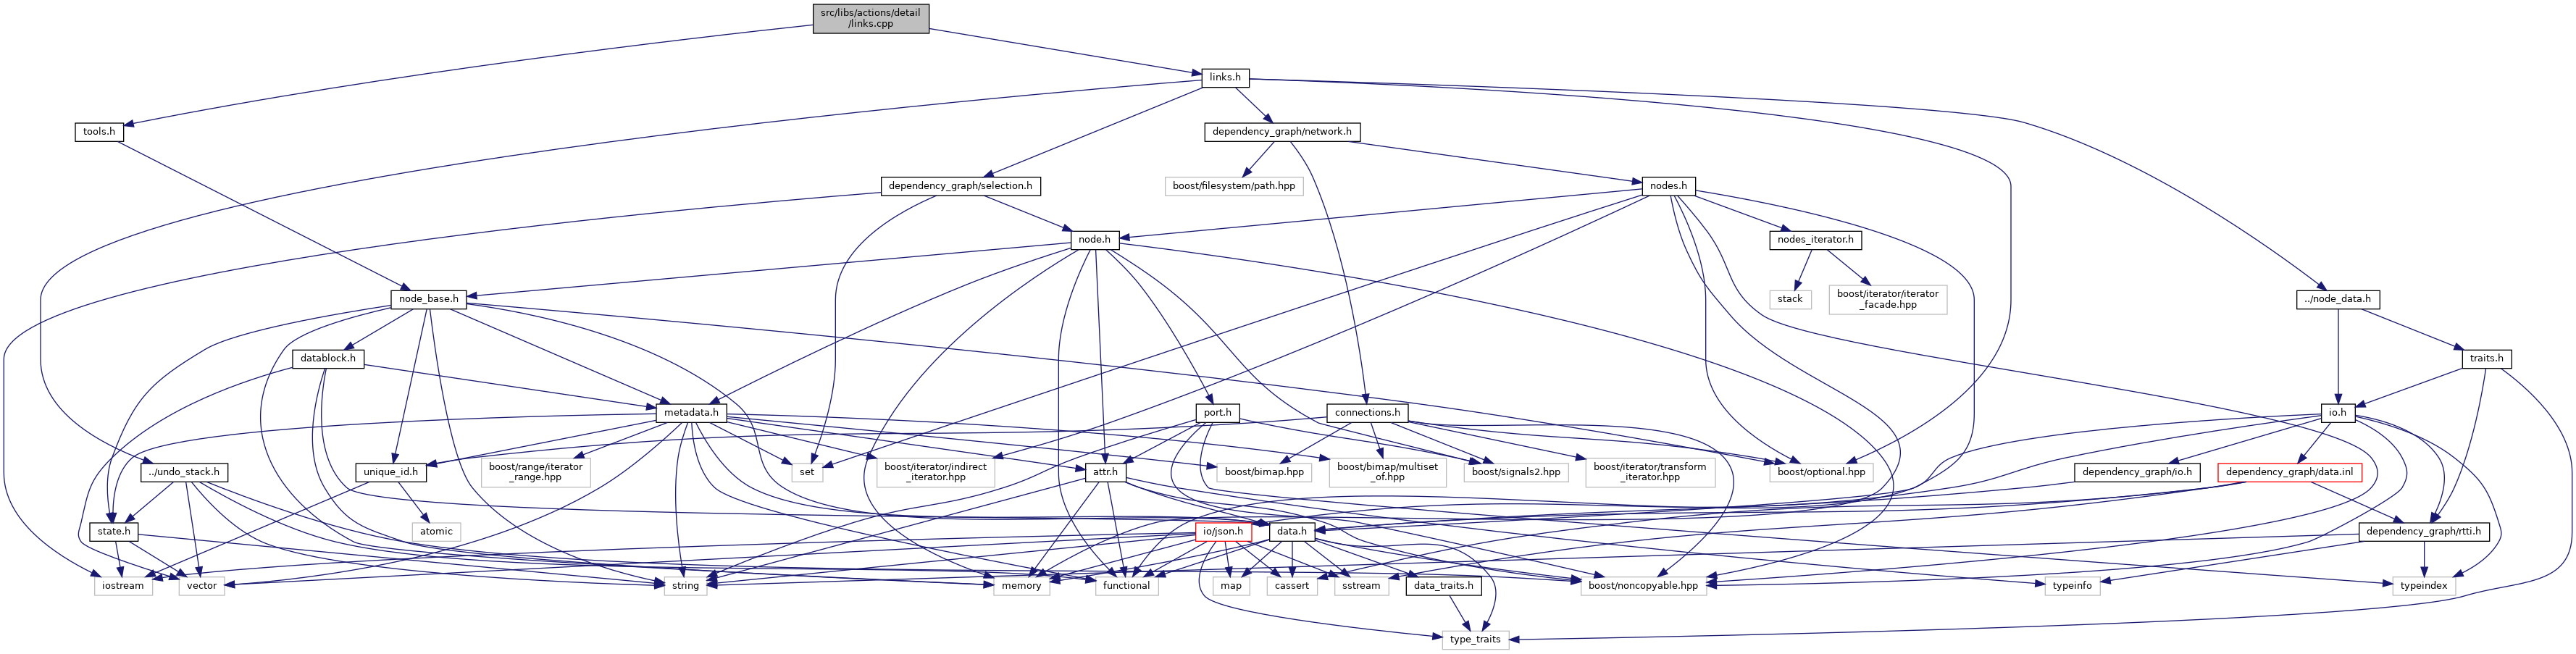 src/libs/actions/detail
/links.cpp
links.h
tools.h
dependency_graph/network.h
dependency_graph/selection.h
boost/filesystem/path.hpp
nodes.h
node.h
nodes_iterator.h
node_base.h
stack
boost/iterator/iterator
_facade.hpp
../node_data.h
datablock.h
traits.h
metadata.h
port.h
connections.h
io.h
../undo_stack.h
unique_id.h
boost/range/iterator
_range.hpp
set
boost/iterator/indirect
_iterator.hpp
attr.h
boost/bimap.hpp
boost/bimap/multiset
_of.hpp
boost/signals2.hpp
boost/iterator/transform
_iterator.hpp
boost/optional.hpp
dependency_graph/io.h
dependency_graph/data.inl
state.h
atomic
io/json.h
data.h
dependency_graph/rtti.h
iostream
vector
string
memory
functional
map
cassert
sstream
data_traits.h
boost/noncopyable.hpp
typeinfo
typeindex
type_traits